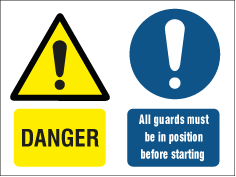 DANGER
All guards must
be in position
before starting